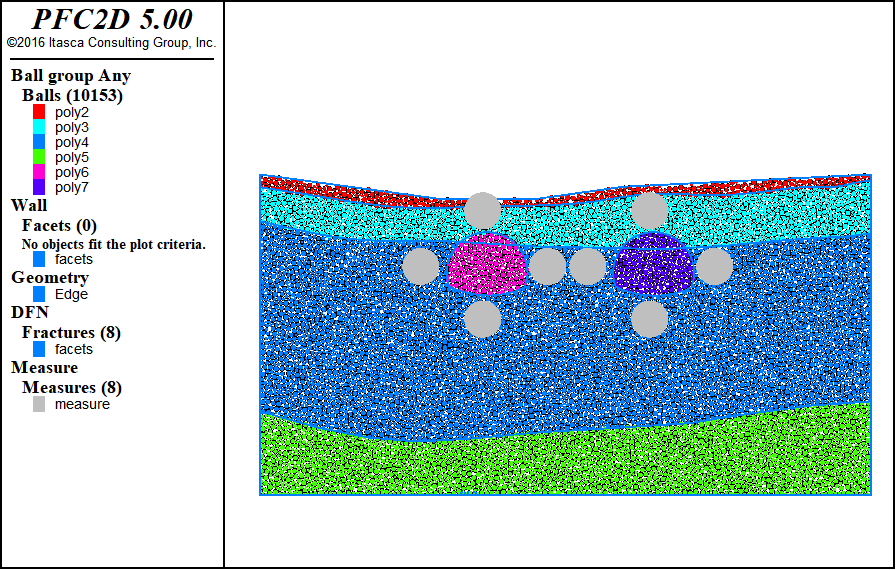 PFC2D 5.00
©2016 Itasca Consulting Group, Inc.
Ball group Any
Balls (10153)
poly2
poly3
poly4
poly5
poly6
poly7
Wall
Facets (0)
No objects fit the plot criteria.
facets
Geometry
Edge
DFN
Fractures (8)
facets
Measure
Measures (8)
measure